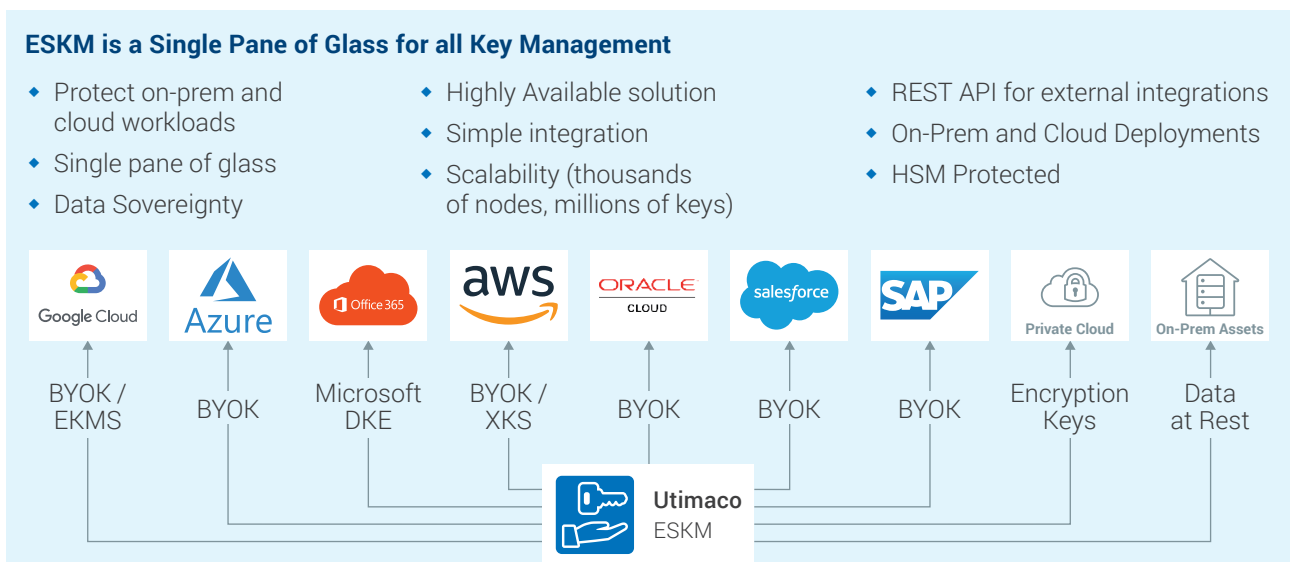 ESKM is a Single Pane of Glass for all Key Management
Protect on-prem and
cloud workloads
Single pane of glass
Data Sovereignty
Highly Available solution
Simple integration
Scalability (thousands
of nodes, millions of keys)
REST API for external integrations
On-Prem and Cloud Deployments
HSM Protected
Google Cloud
Azure
Office 365
aws
ORACLE
CLOUD
salesforce
SAP
Private Cloud
On-Prem Assets
BYOK /
EKMS
BYOK
Microsoft
DKE
BYOK /
XKS
BYOK
BYOK
BYOK
Encryption
Keys
Data
at Rest
Utimaco
ESKM